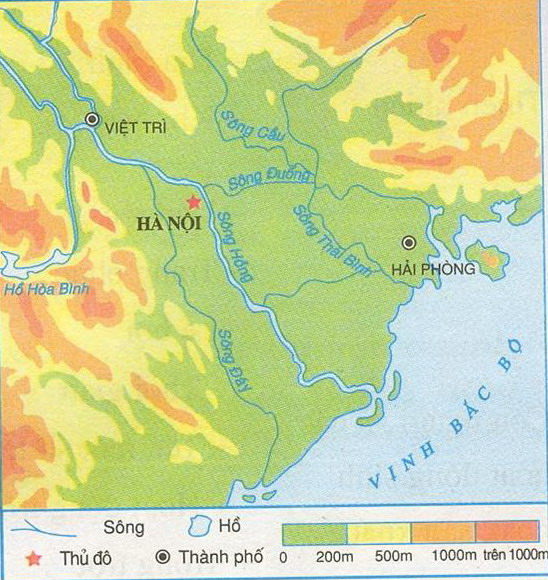 VIỆT TRÌ
Sông Cầu
Sông Đuống
HÀ NỘI
Sông Hồng
Sông Thái Bình
HẢI PHÒNG
Hồ Hòa Bình
Sông Đáy
VỊNH BẮC BỘ
Sông
Hồ
Thủ đô
Thành phố
0 200m 500m 1000m trên 1000m